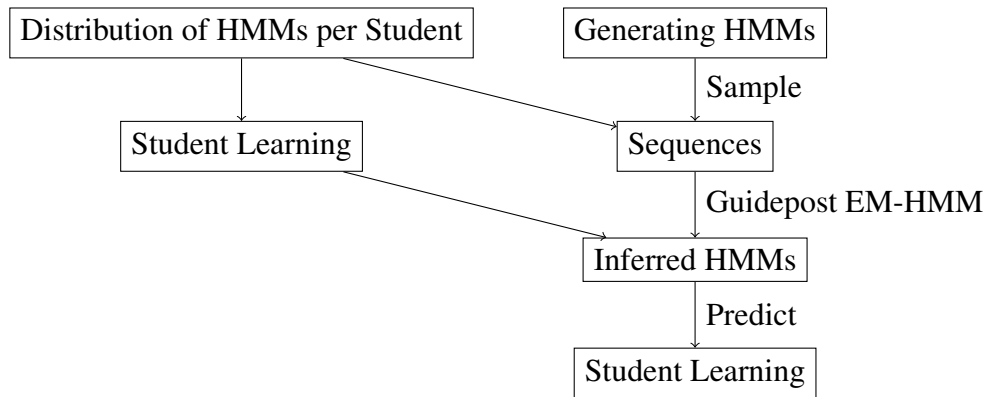 Distribution of HMMs per Student
Generating HMMs
Sample
Student Learning
Sequences
Guidepost EM-HMM
Inferred HMMs
Predict
Student Learning